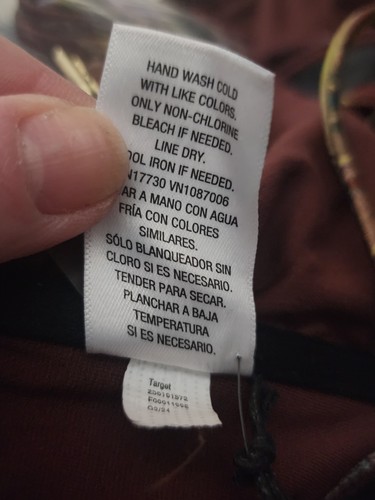 HAND WASH COLD
WITH LIKE COLORS.
ONLY NON-CHLORINE
BLEACH IF NEEDED.
LINE DRY.
OOL IRON IF NEEDED.
N17730 VN1087006
AR A MANO CON AGUA
FRÍA CON COLORES
SIMILARES.
SÓLO BLANQUEADOR SIN
CLORO SI ES NECESARIO.
TENDER PARA SECAR.
PLANCHAR A BAJA
TEMPERATURA
SI ES NECESARIO.
Target